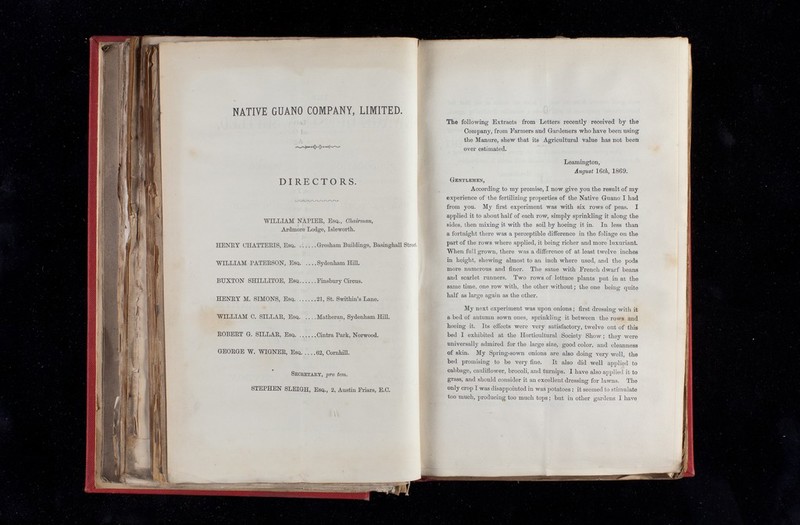 NATIVE GUANO COMPANY, LIMITED.
DIRECTORS.
WILLIAM NAPIER, Esq., Chairman,
Ardmore Lodge, Isleworth.
HENRY CHATTERIS, Esq. ......Gresham Buildings, Basinghall Street
WILLIAM PATERSON, Esq. ....Sydenham Hill.
BUXTON SHILLITOE, Esq.......Finsbury Circus.
HENRY M. SIMONS, Esq. ......21, St. Swithin's Lane.
WILLIAM C. SILLAR, Esq. .....Matheran, Sydenham Hill.
ROBERT G. SILLAR, Esq. ......Cintra Park, Norwood.
GEORGE W. WIGNER, Esq. ....62, Cornhill.
Secretary, pro tem.
STEPHEN SLEIGH, Esq., 2, Austin Friars, E.C.
The following Extracts from Letters recently received by the
Company, from Farmers and Gardeners who have been using
the Manure, shew that its Agricultural value has not been
over estimated.
Leamington,
August 16th, 1869.
Gentlemen,
According to my promise, I now give you the result of my
experience of the fertilizing properties of the Native Guano I had
from you. My first experiment was with six rows of peas. I
applied it to about half of each row, simply sprinkling it along the
sides, then mixing it with the soil by hoeing it in. In less than
a fortnight there was a perceptible difference in the foliage on the
part of the rows where applied, it being richer and more luxuriant.
When full grown, there was a difference of at least twelve inches
in height, shewing almost to an inch where used, and the pods
more numerous and finer. The same with French dwarf beans
and scarlet runners. Two rows of lettuce plants put in at the
same time, one row with, the other without; the one being quite
half as large again as the other.
My next experiment was upon onions; first dressing with it
a bed of autumn sown ones, sprinkling it between the rows and
hoeing it. Its effects were very satisfactory, twelve out of this
bed I exhibited at the Horticultural Society Show; they were
universally admired for the large size, good color, and cleanness
of skin. My Spring-sown onions are also doing very well, the
bed promising to be very fine. It also did well applied to
cabbage, cauliflower, brocoli, and turnips. I have also applied it to
grass, and should consider it an excellent dressing for lawns. The
only crop I was disappointed in was potatoes; it seemed to stimulate
too much, producing too much tops; but in other gardens I have